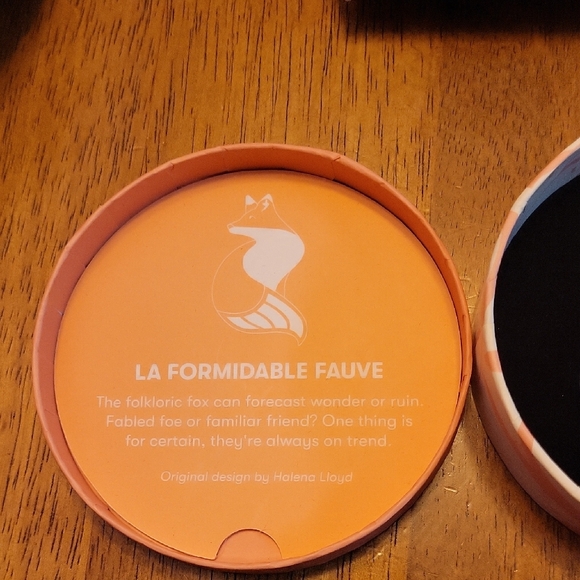 LA FORMIDABLE FAUVE
The folkloric fox can forecast wonder or ruin.
Fabled foe or familiar friend? One thing is
for certain, they're always on trend.
Original design by Halena Lloyd